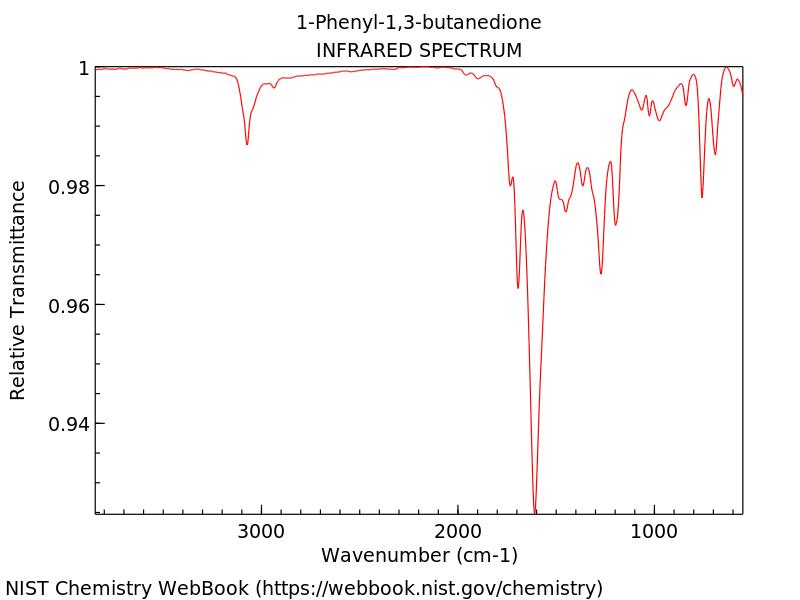 1-Phenyl-1,3-butanedione
INFRARED SPECTRUM
1
0.98
0.96
0.94
Relative Transmittance
3000 2000 1000
Wavenumber (cm-1)
NIST Chemistry WebBook (https://webbook.nist.gov/chemistry)